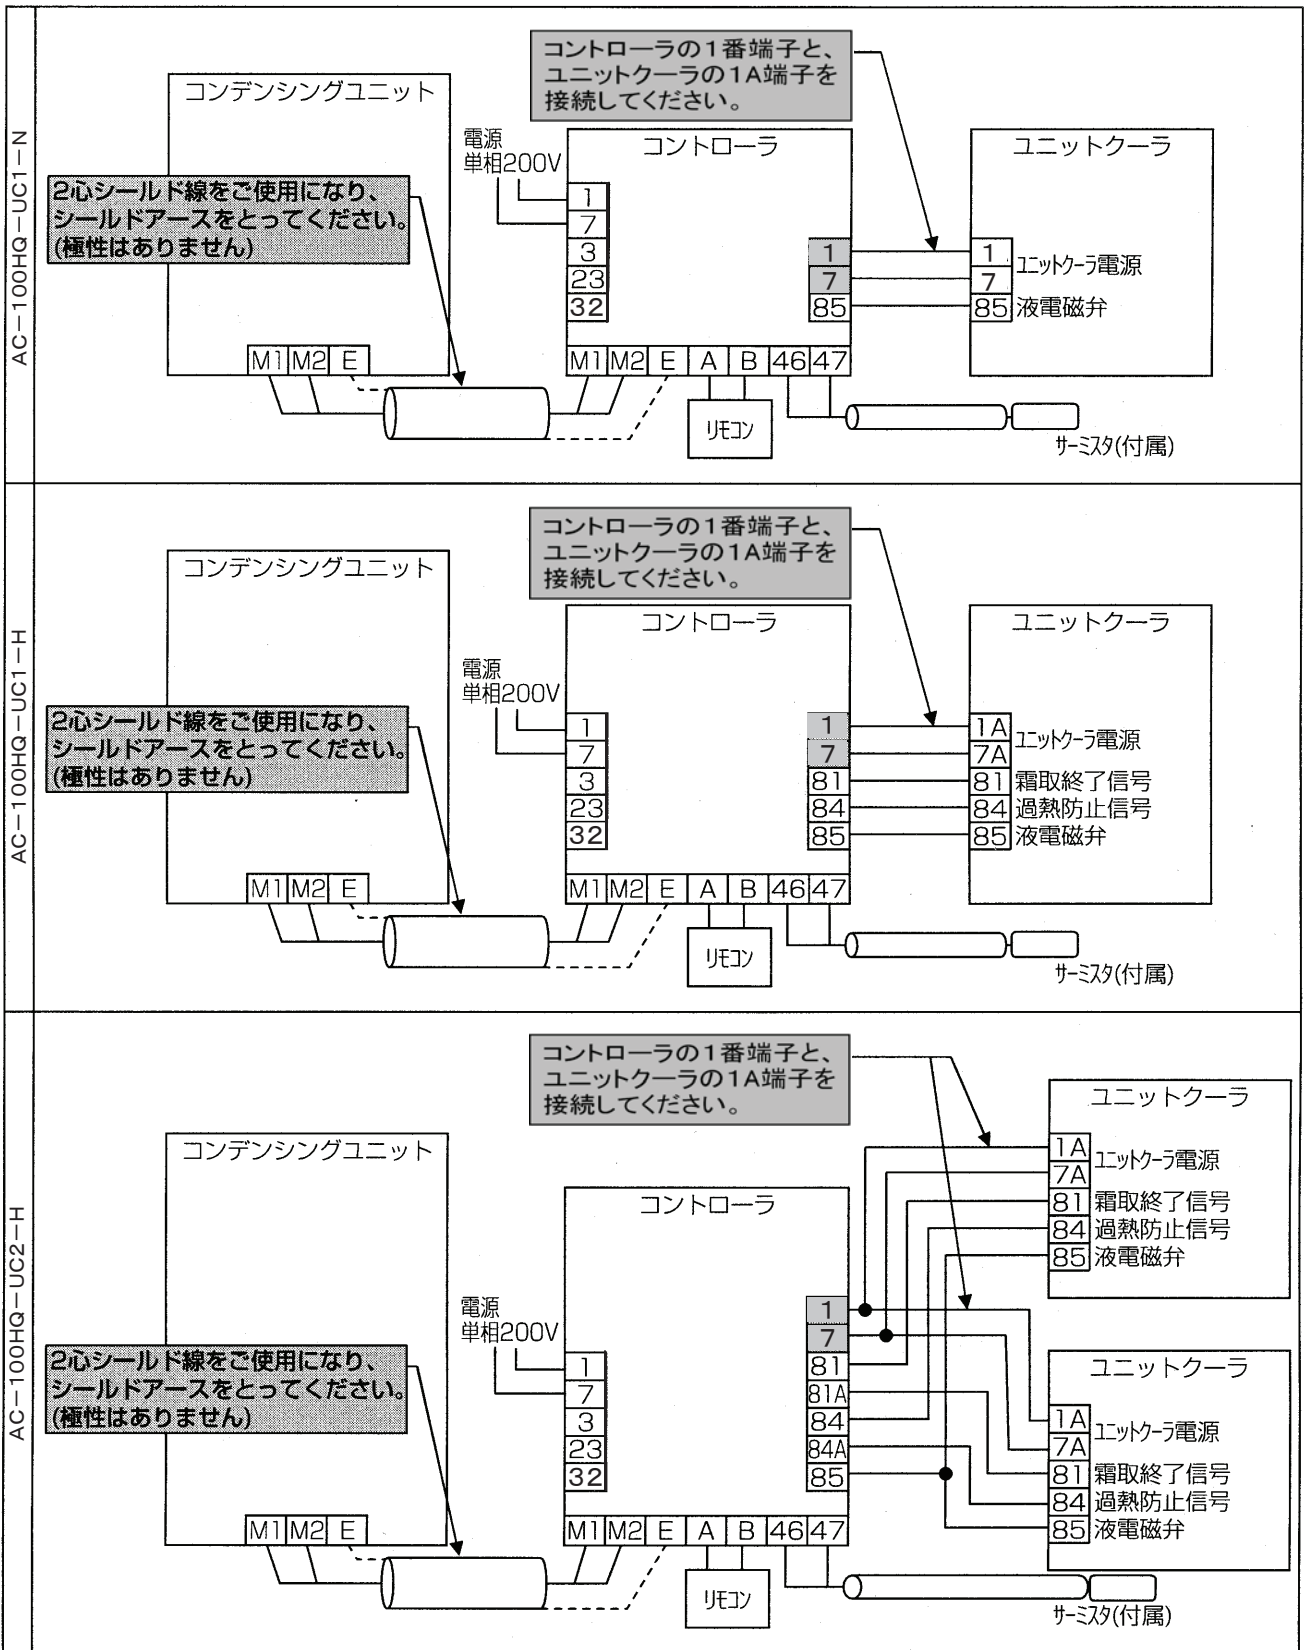 AC－100HQ－UC1－N
コントローラの１番端子と、
ユニットクーラの１A端子を
接続してください。
コンデンシングユニット
電源
単相200V
コントローラ
ユニットクーラ
2心シールド線をご使用になり、
シールドアースをとってください。
(極性はありません)
1
7
3
23
32
1
7
85
1
7
85
ユニットクーラ電源
液電磁弁
M1 M2 E
M1 M2 E A B 46 47
リモコン
サーミスタ(付属)
AC－100HQ－UC1－H
コントローラの１番端子と、
ユニットクーラの１A端子を
接続してください。
コンデンシングユニット
コントローラ
ユニットクーラ
電源
単相200V
2心シールド線をご使用になり、
シールドアースをとってください。
(極性はありません)
1
7
3
23
32
1
7
81
84
85
1A
7A
ユニットクーラ電源
81 霜取終了信号
84 過熱防止信号
85 液電磁弁
M1 M2 E
M1 M2 E A B 46 47
リモコン
サーミスタ(付属)
AC－100HQ－UC2－H
コントローラの１番端子と、
ユニットクーラの１A端子を
接続してください。
ユニットクーラ
1A
7A
ユニットクーラ電源
81 霜取終了信号
84 過熱防止信号
85 液電磁弁
コンデンシングユニット
コントローラ
電源
単相200V
2心シールド線をご使用になり、
シールドアースをとってください。
(極性はありません)
1
7
3
23
32
1
7
81
81A
84
84A
85
ユニットクーラ
1A
7A
ユニットクーラ電源
81 霜取終了信号
84 過熱防止信号
85 液電磁弁
M1 M2 E
M1 M2 E A B 46 47
リモコン
サーミスタ(付属)